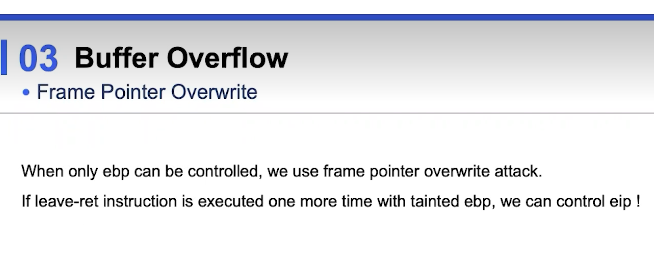 03 Buffer Overflow
• Frame Pointer Overwrite
When only ebp can be controlled, we use frame pointer overwrite attack.
If leave-ret instruction is executed one more time with tainted ebp, we can control eip !